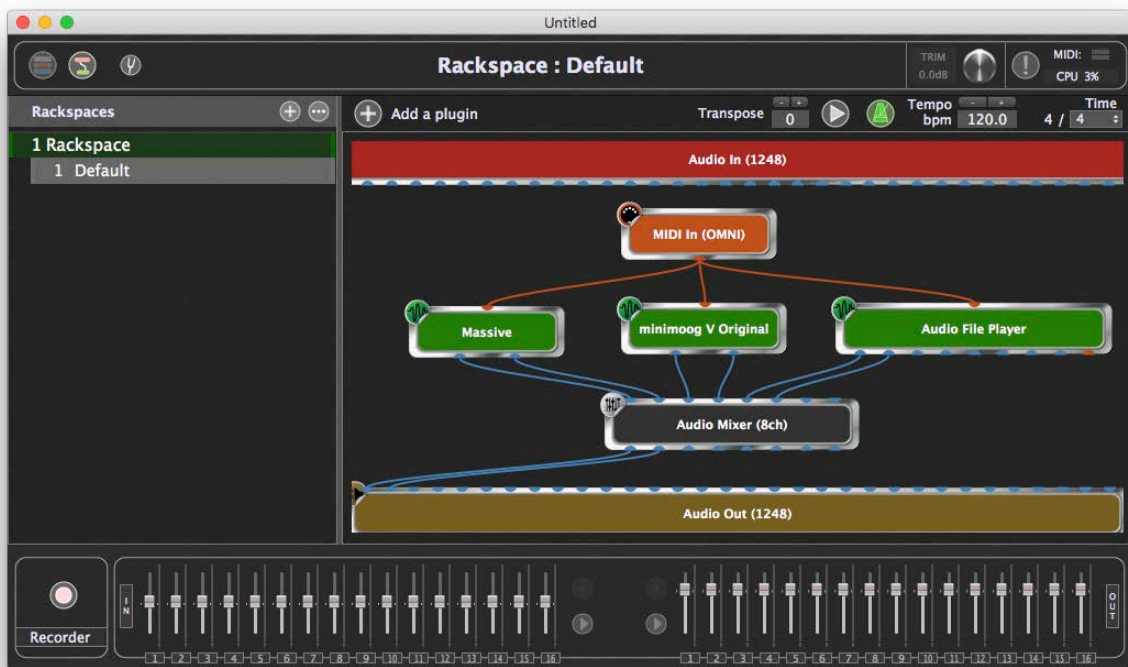 Untitled
Rackspace : Default
TRIM
0.0dB
MIDI:
CPU 3%
Rackspaces
Add a plugin
Transpose
- +
0
Tempo
bpm
- +
120.0
Time
4 / 4
1 Rackspace
1 Default
Audio In (1248)
MIDI In (OMNI)
Massive
minimoog V Original
Audio File Player
Audio Mixer (8ch)
Audio Out (1248)
Recorder
IN
1 2 3 4 5 6 7 8 9 10 11 12 13 14 15 16
1 2 3 4 5 6 7 8 9 10 11 12 13 14 15 16
OUT